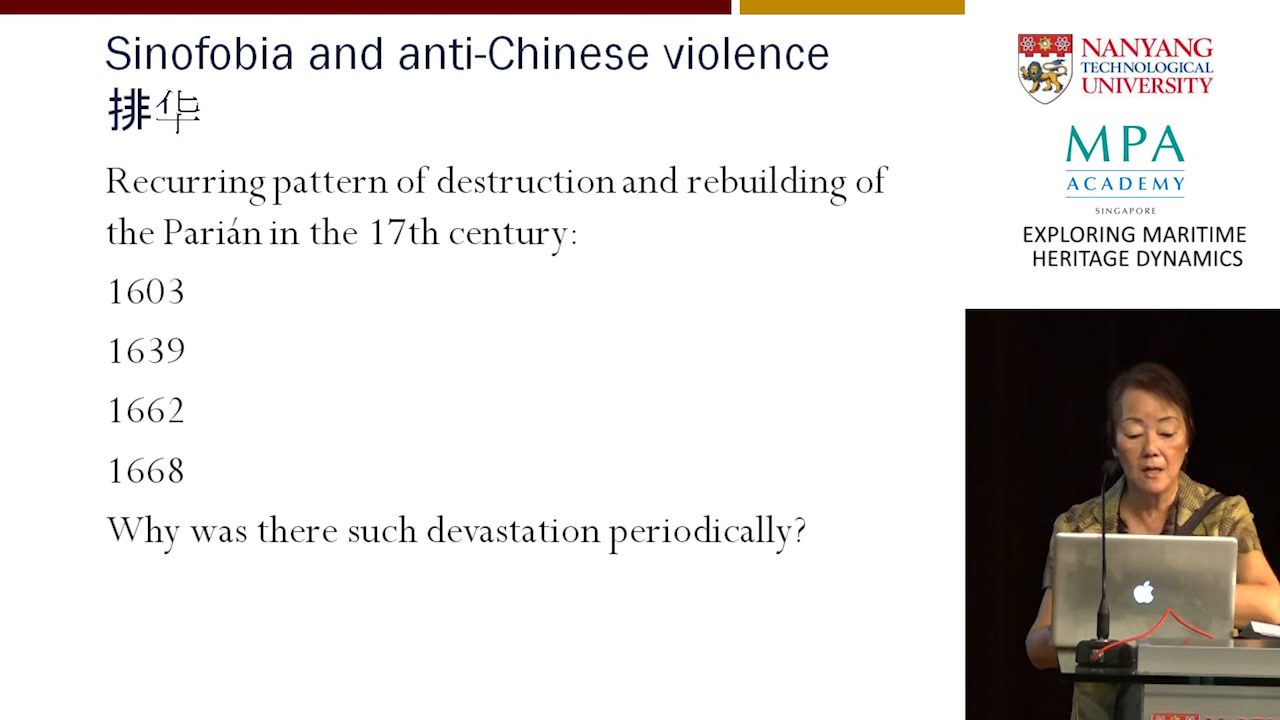 Sinofobia and anti-Chinese violence
排华
Recurring pattern of destruction and rebuilding of
the Parián in the 17th century:
1603
1639
1662
1668
Why was there such devastation periodically?
NANYANG
TECHNOLOGICAL
UNIVERSITY
MPA
ACADEMY
SINGAPORE
EXPLORING MARITIME
HERITAGE DYNAMICS